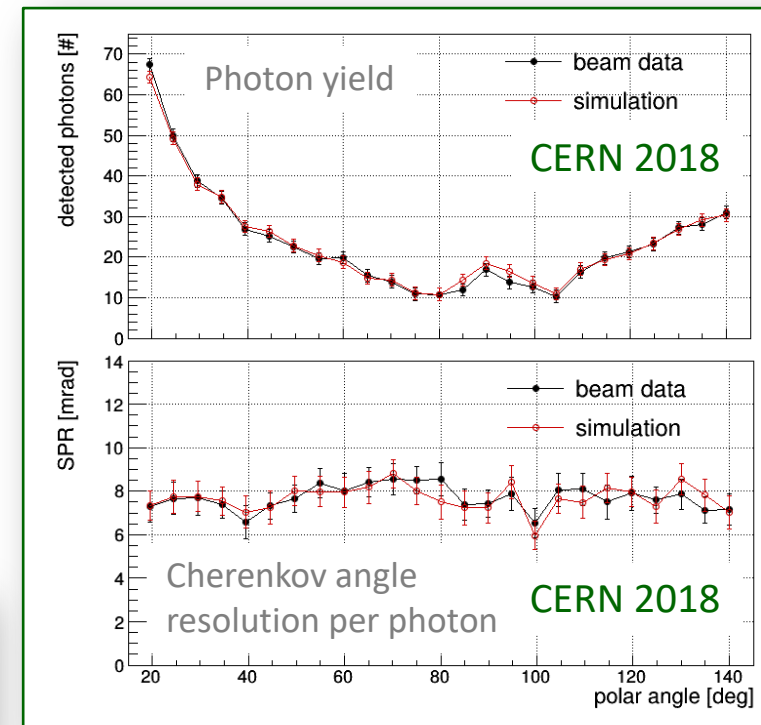 detected photons [#]
70
60
50
40
30
20
10
0
Photon yield
beam data
simulation
CERN 2018
SPR [mrad]
14
12
10
8
6
4
2
0
beam data
simulation
Cherenkov angle
resolution per photon
CERN 2018
20 40 60 80 100 120 140
polar angle [deg]